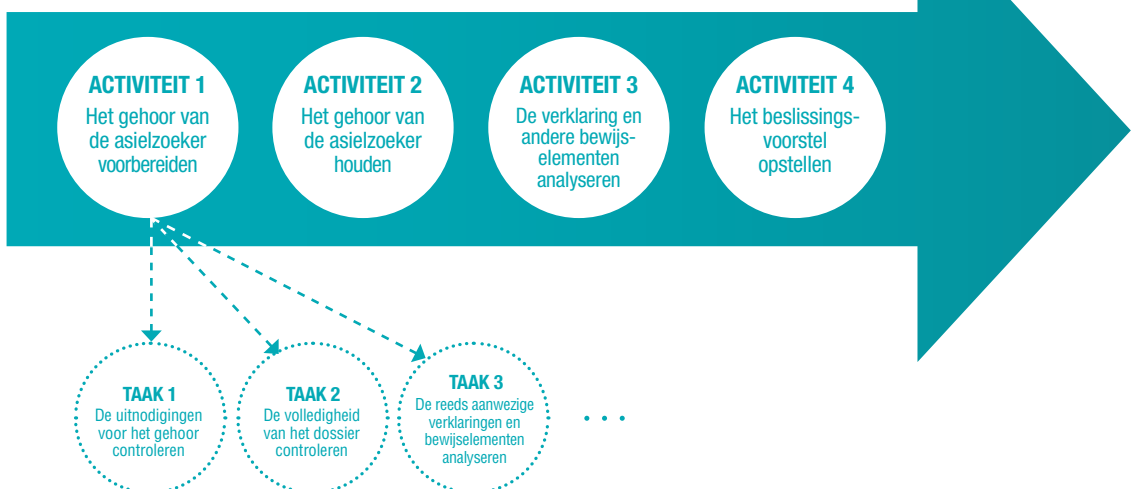 ACTIVITEIT 1
Het gehoor van
de asielzoeker
voorbereiden
ACTIVITEIT 2
Het gehoor van
de asielzoeker
houden
ACTIVITEIT 3
De verklaring en
andere bewijs-
elementen
analyseren
ACTIVITEIT 4
Het beslissings-
voorstel
opstellen
TAAK 1
De uitnodigingen
voor het gehoor
controleren
TAAK 2
De volledigheid
van het dossier
controleren
TAAK 3
De reeds aanwezige
verklaringen en
bewijselementen
analyseren
. . .